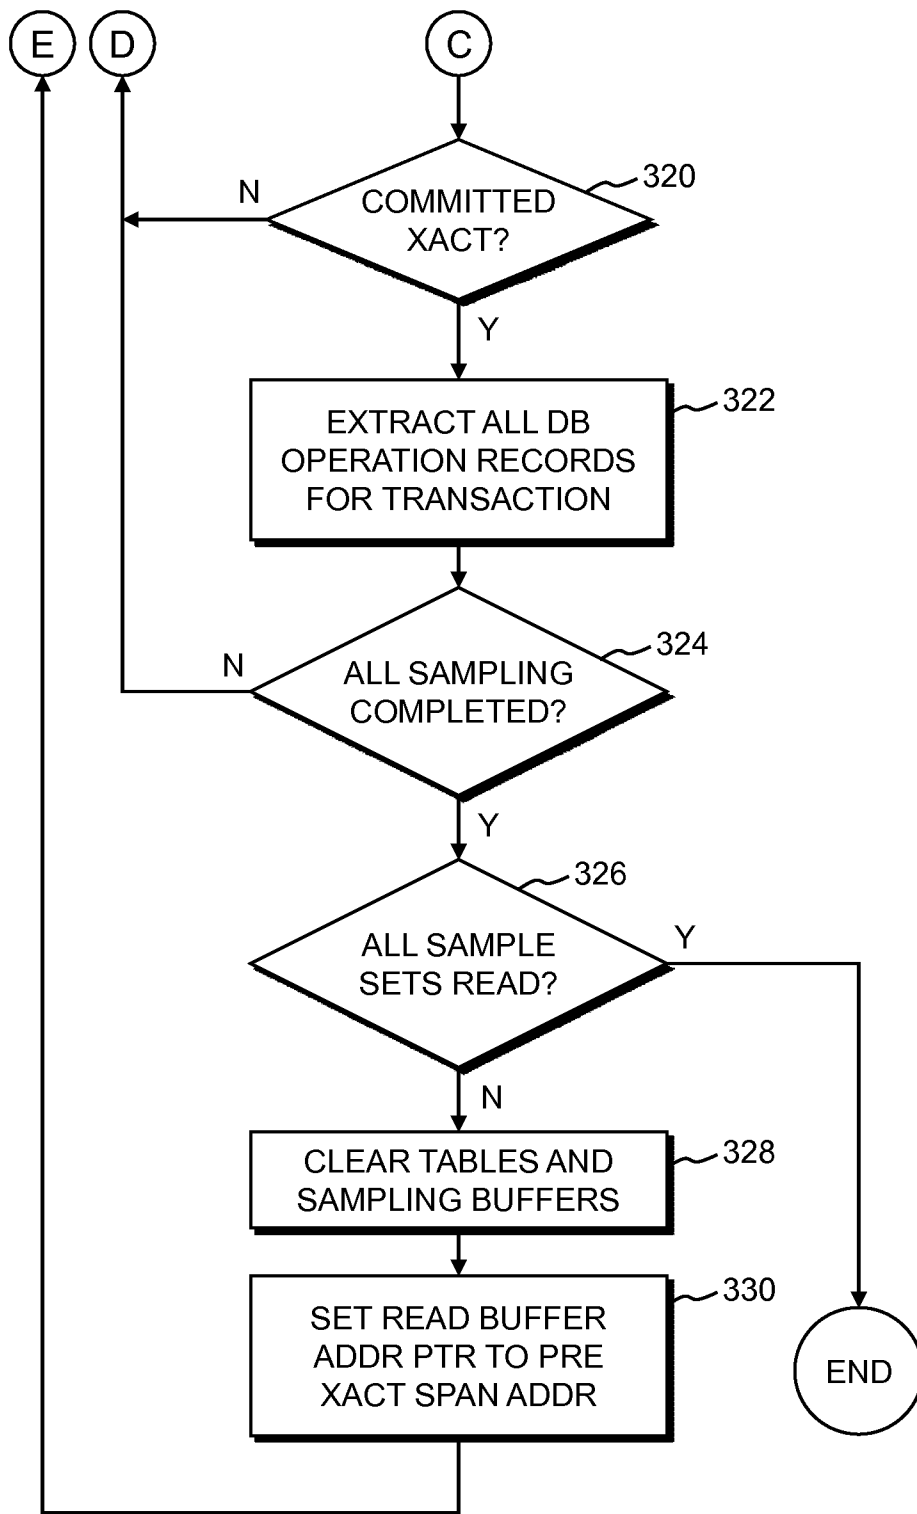 E
D
C
320
N
COMMITTED
XACT?
Y
322
EXTRACT ALL DB
OPERATION RECORDS
FOR TRANSACTION
324
N
ALL SAMPLING
COMPLETED?
Y
326
ALL SAMPLE
SETS READ?
Y
N
328
CLEAR TABLES AND
SAMPLING BUFFERS
330
SET READ BUFFER
ADDR PTR TO PRE
XACT SPAN ADDR
END